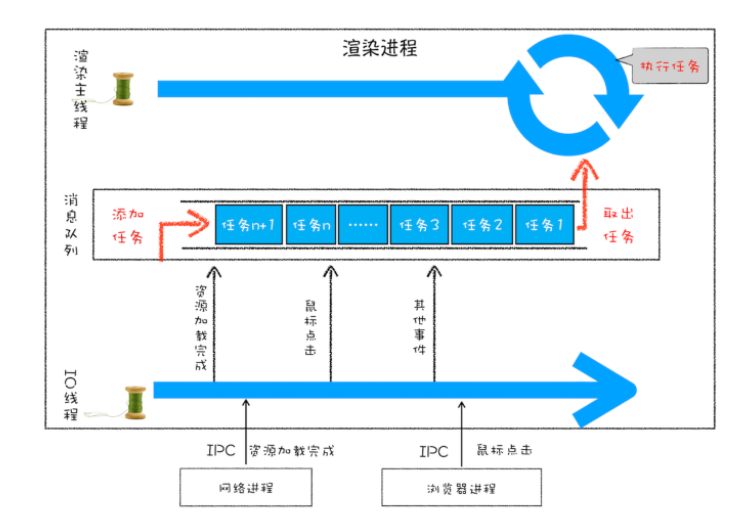 渲染进程
渲染主线程
执行任务
消息队列
添加
任务
任务n+1
任务n
……
任务3
任务2
任务1
取出
任务
资源加载完成
鼠标点击
其他事件
IO线程
IPC 资源加载完成
IPC 鼠标点击
网络进程
浏览器进程